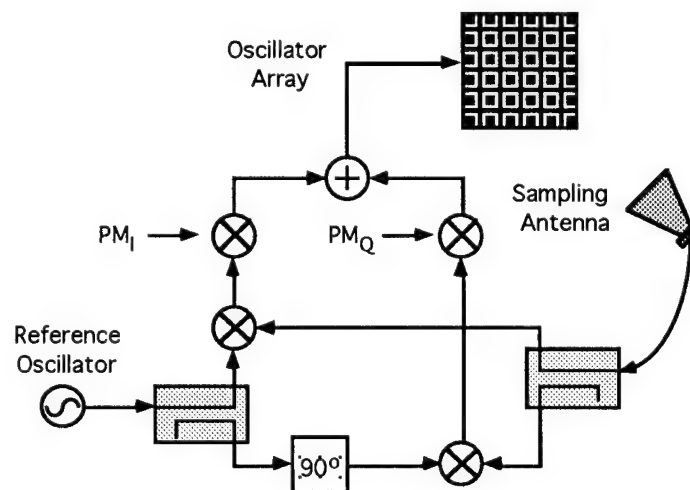 Oscillator
Array
Sampling
Antenna
PM_I
PM_Q
Reference
Oscillator
90°